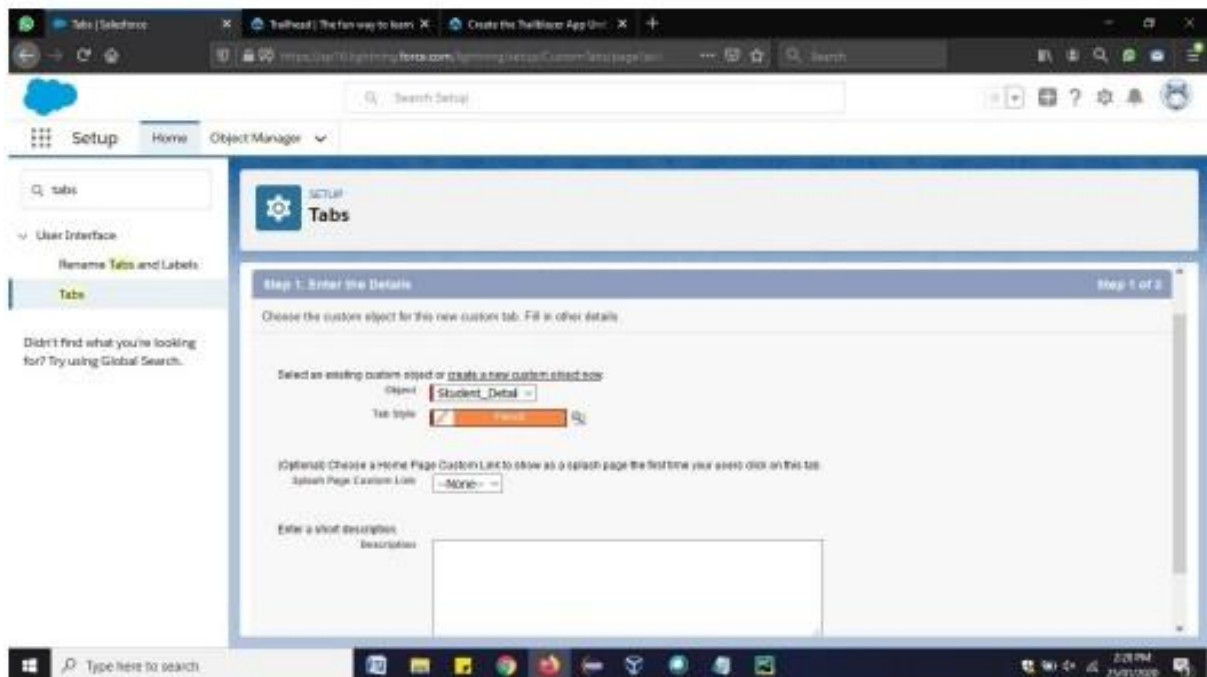 Tabs | Salesforce
Trailhead | The fun way to learn
Create the Trailblazer App Uni
force.com
Search
Search Setup
Setup
Home
Object Manager
tabs
User Interface
Rename Tabs and Labels
Tabs
Didn't find what you're looking
for? Try using Global Search.
SETUP
Tabs
Step 1. Enter the Details
Step 1 of 3
Choose the custom object for this new custom tab. Fill in other details.
Select an existing custom object or create a new custom object now.
Object
Student_Detail
Tab Style
(Optional) Choose a Home Page Custom Link to show as a splash page the first time your users click on this tab.
Splash Page Custom Link
--None--
Enter a short description.
Description
Type here to search